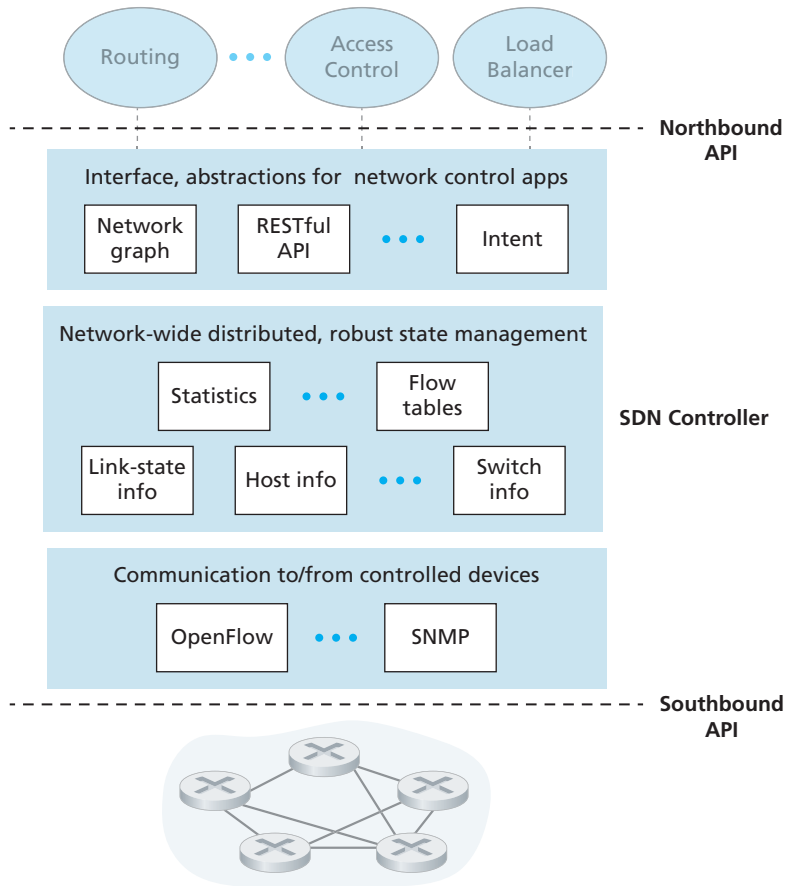 Routing
Access
Control
Load
Balancer
Northbound
API
Interface, abstractions for network control apps
Network
graph
RESTful
API
Intent
Network-wide distributed, robust state management
Statistics
Flow
tables
SDN Controller
Link-state
info
Host info
Switch
info
Communication to/from controlled devices
OpenFlow
SNMP
Southbound
API